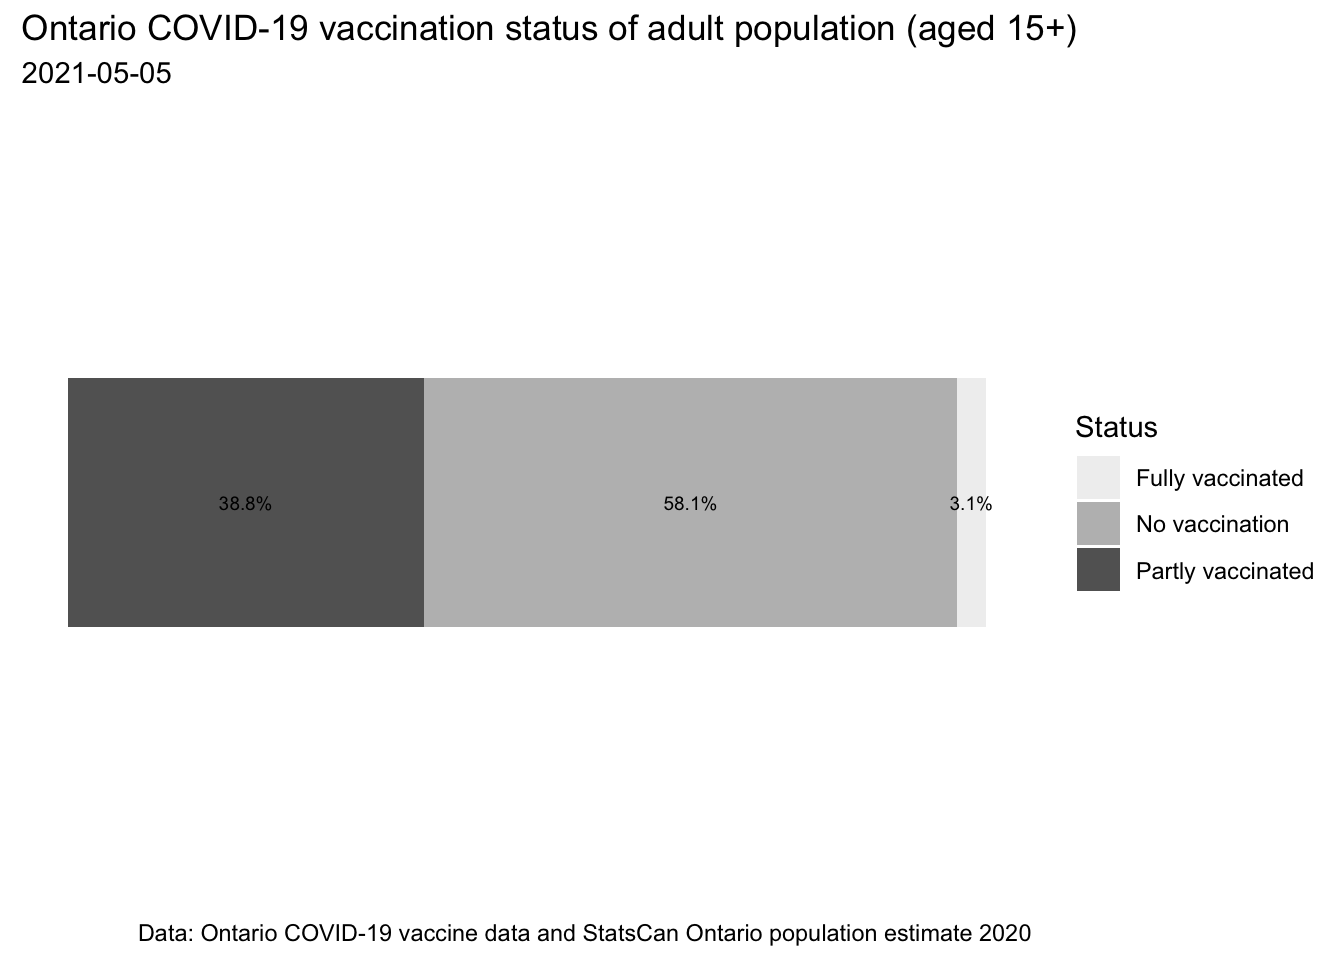 Ontario COVID-19 vaccination status of adult population (aged 15+)
2021-05-05
38.8%
58.1%
3.1%
Status
Fully vaccinated
No vaccination
Partly vaccinated
Data: Ontario COVID-19 vaccine data and StatsCan Ontario population estimate 2020